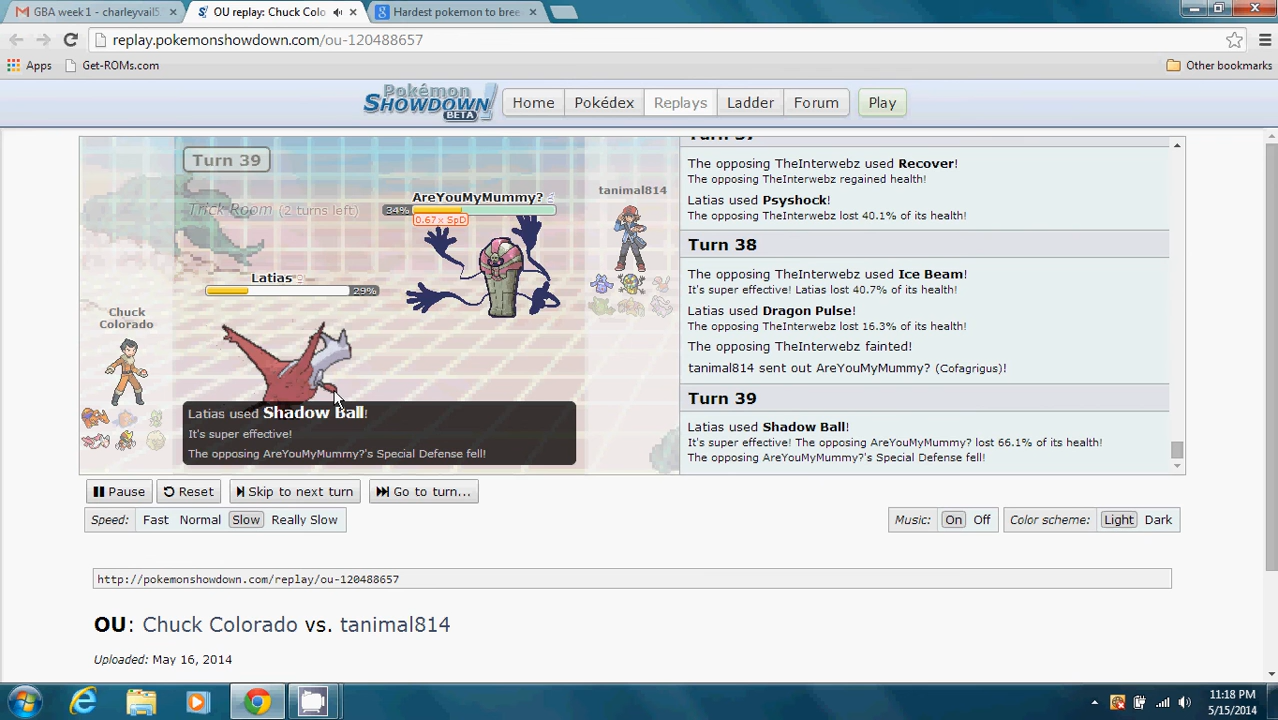 GBA week 1 - charleyvail5
OU replay: Chuck Colo
Hardest pokemon to bree
replay.pokemonshowdown.com/ou-120488657
Apps
Get-ROMs.com
Other bookmarks
Pokémon
SHOWDOWN!
BETA
Home
Pokédex
Replays
Ladder
Forum
Play
Turn 39
Trick Room (2 turns left)
AreYouMyMummy?
34%
0.67× SpD
tanimal814
Latias
29%
Chuck
Colorado
Latias used Shadow Ball!
It's super effective!
The opposing AreYouMyMummy?'s Special Defense fell!
Turn 37
The opposing TheInterwebz used Recover!
The opposing TheInterwebz regained health!
Latias used Psyshock!
The opposing TheInterwebz lost 40.1% of its health!
Turn 38
The opposing TheInterwebz used Ice Beam!
It's super effective! Latias lost 40.7% of its health!
Latias used Dragon Pulse!
The opposing TheInterwebz lost 16.3% of its health!
The opposing TheInterwebz fainted!
tanimal814 sent out AreYouMyMummy? (Cofagrigus)!
Turn 39
Latias used Shadow Ball!
It's super effective! The opposing AreYouMyMummy? lost 66.1% of its health!
The opposing AreYouMyMummy?'s Special Defense fell!
Pause
Reset
Skip to next turn
Go to turn...
Speed: Fast Normal Slow Really Slow
Music: On Off
Color scheme: Light Dark
http://pokemonshowdown.com/replay/ou-120488657
OU: Chuck Colorado vs. tanimal814
Uploaded: May 16, 2014
11:18 PM
5/15/2014